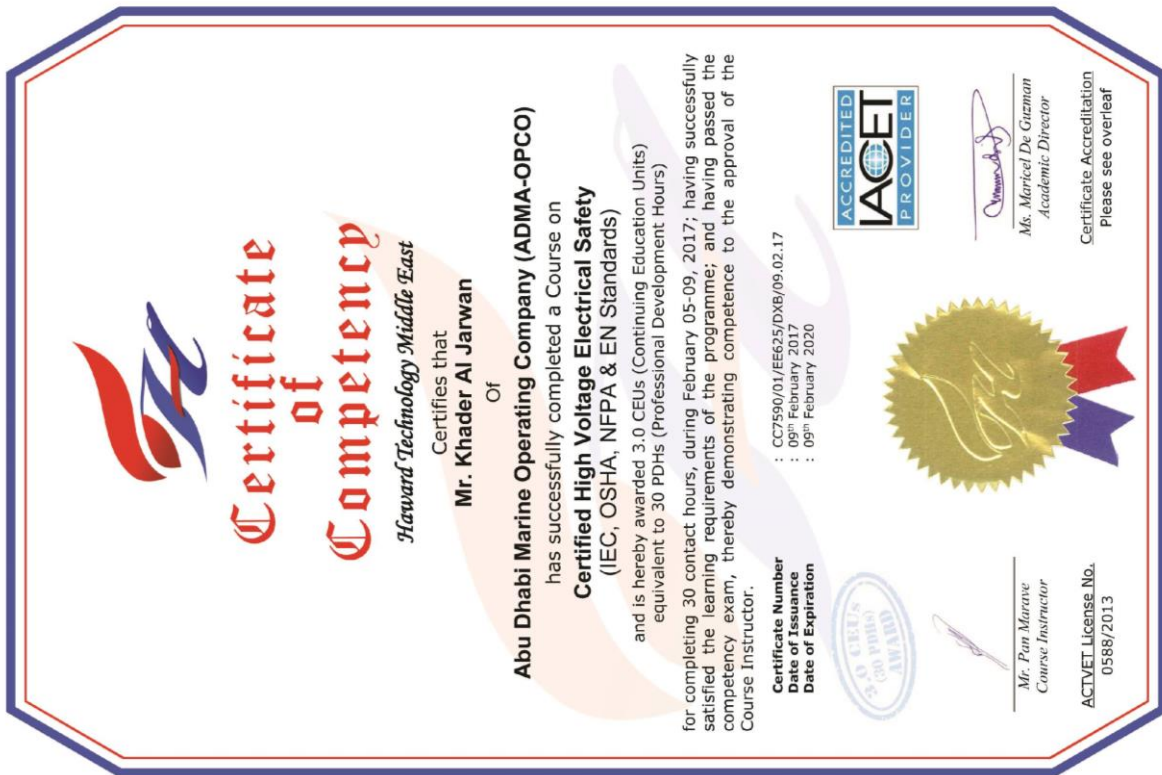 Certificate
of
Competency
Haward Technology Middle East
Certifies that
Mr. Khader Al Jarwan
Of
Abu Dhabi Marine Operating Company (ADMA-OPCO)
has successfully completed a Course on
Certified High Voltage Electrical Safety
(IEC, OSHA, NFPA & EN Standards)
and is hereby awarded 3.0 CEUs (Continuing Education Units)
equivalent to 30 PDHs (Professional Development Hours)
for completing 30 contact hours, during February 05-09, 2017; having successfully
satisfied the learning requirements of the programme; and having passed the
competency exam, thereby demonstrating competence to the approval of the
Course Instructor.
Certificate Number : CC7590/01/EE625/DXB/09.02.17
Date of Issuance : 09th February 2017
Date of Expiration : 09th February 2020
3.0 CEUs
(30 PDHs)
AWARD
ACCREDITED
IACET
PROVIDER
Mr. Pan Marave
Course Instructor
Ms. Maricel De Guzman
Academic Director
ACTVET License No.
0588/2013
Certificate Accreditation
Please see overleaf